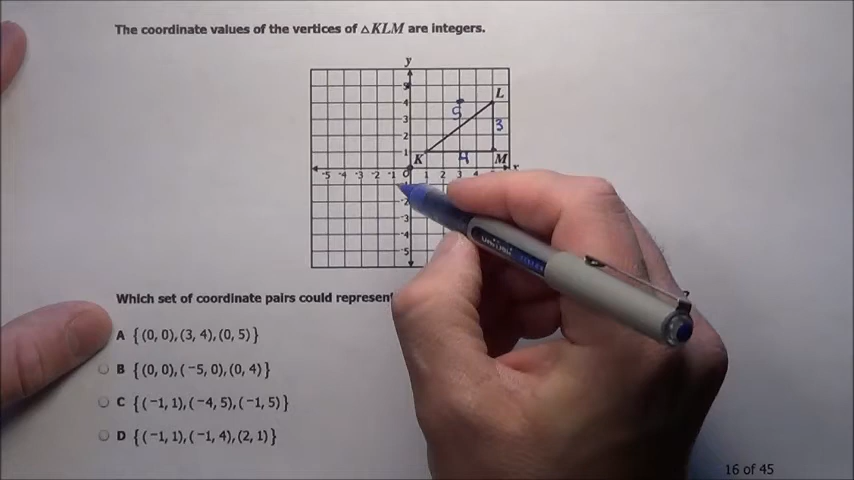 The coordinate values of the vertices of △KLM are integers.
y
5
4 5 L
3 3
2
1 K 4 M
-5 -4 -3 -2 -1 0 1 2 3 4 x
-2
-3
-4
-5
Which set of coordinate pairs could represent
A {(0, 0), (3, 4), (0, 5)}
B {(0, 0), (⁻5, 0), (0, 4)}
C {(⁻1, 1), (⁻4, 5), (⁻1, 5)}
D {(⁻1, 1), (⁻1, 4), (2, 1)}
16 of 45